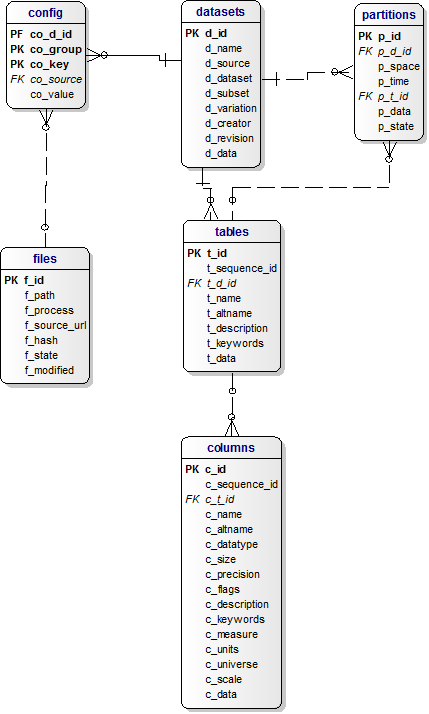 config
PF co_d_id
PK co_group
PK co_key
FK co_source
co_value
datasets
PK d_id
d_name
d_source
d_dataset
d_subset
d_variation
d_creator
d_revision
d_data
partitions
PK p_id
FK p_d_id
p_space
p_time
FK p_t_id
p_data
p_state
files
PK f_id
f_path
f_process
f_source_url
f_hash
f_state
f_modified
tables
PK t_id
t_sequence_id
FK t_d_id
t_name
t_altname
t_description
t_keywords
t_data
columns
PK c_id
c_sequence_id
FK c_t_id
c_name
c_altname
c_datatype
c_size
c_precision
c_flags
c_description
c_keywords
c_measure
c_units
c_universe
c_scale
c_data